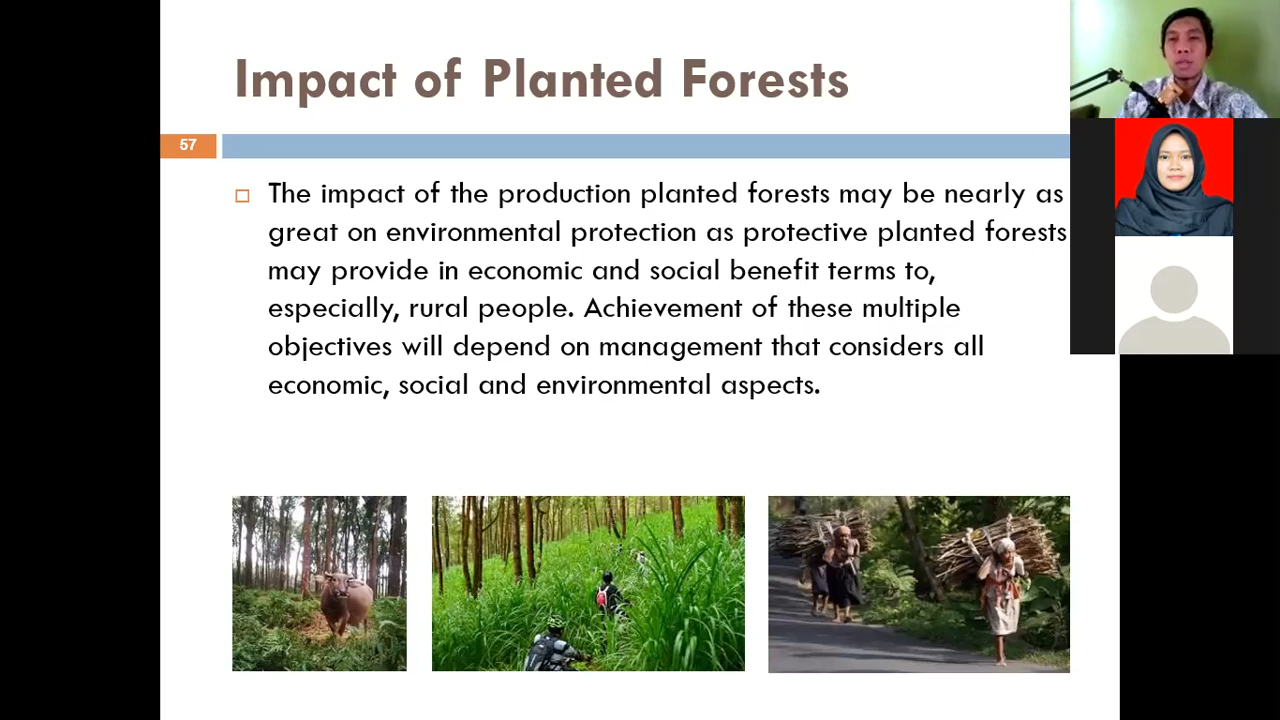 Impact of Planted Forests
57
The impact of the production planted forests may be nearly as
great on environmental protection as protective planted forests
may provide in economic and social benefit terms to,
especially, rural people. Achievement of these multiple
objectives will depend on management that considers all
economic, social and environmental aspects.